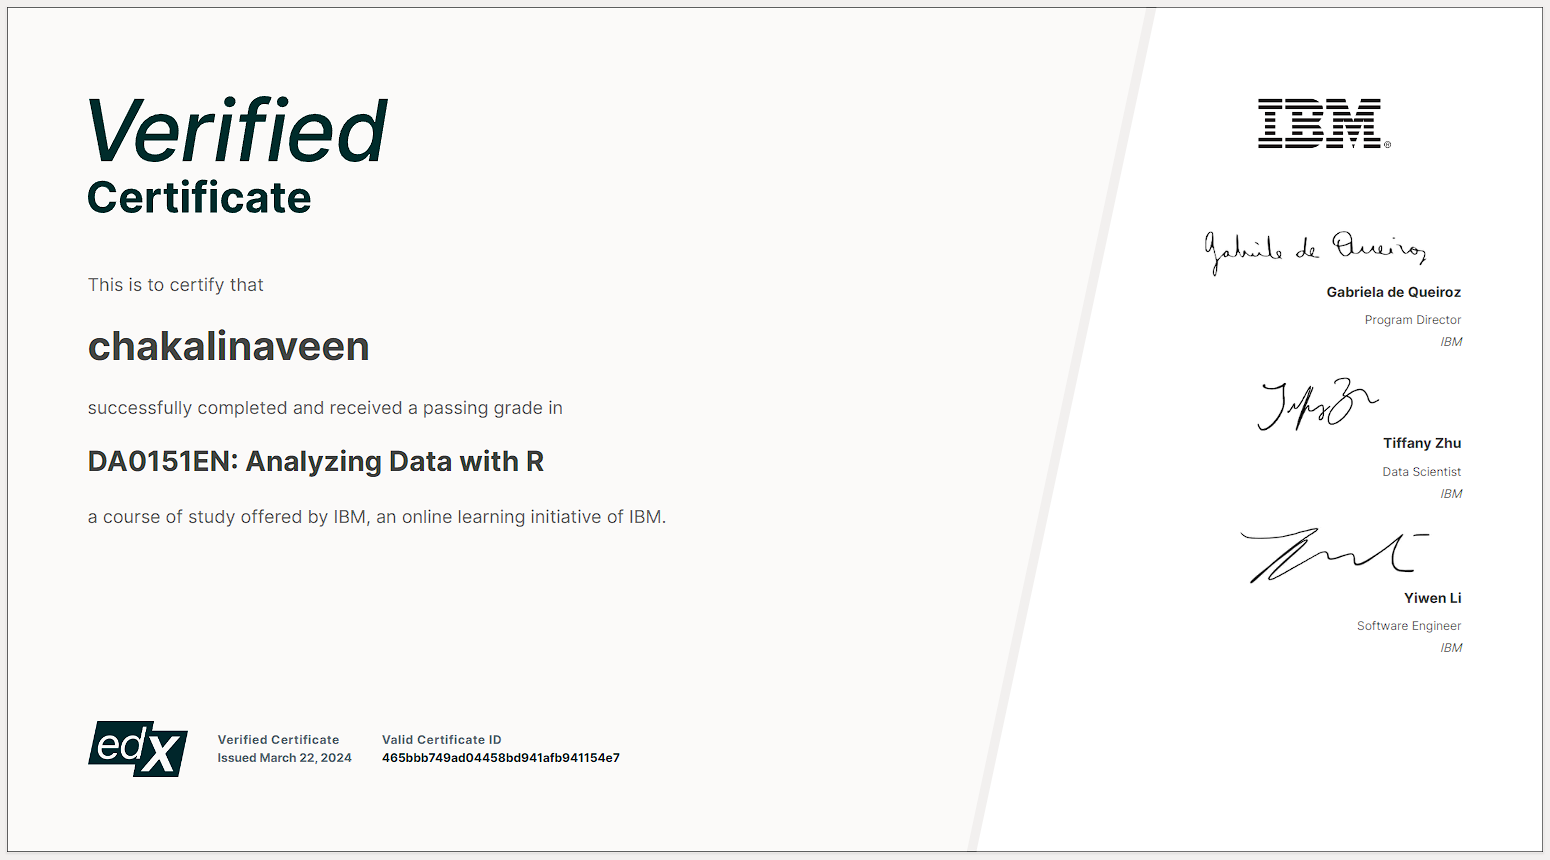 Verified
Certificate
This is to certify that
chakalinaveen
successfully completed and received a passing grade in
DA0151EN: Analyzing Data with R
a course of study offered by IBM, an online learning initiative of IBM.
edX
Verified Certificate
Issued March 22, 2024
Valid Certificate ID
465bbb749ad04458bd941afb941154e7
IBM®
Gabriela de Queiroz
Gabriela de Queiroz
Program Director
IBM
Tiffany Zhu
Data Scientist
IBM
Yiwen Li
Software Engineer
IBM